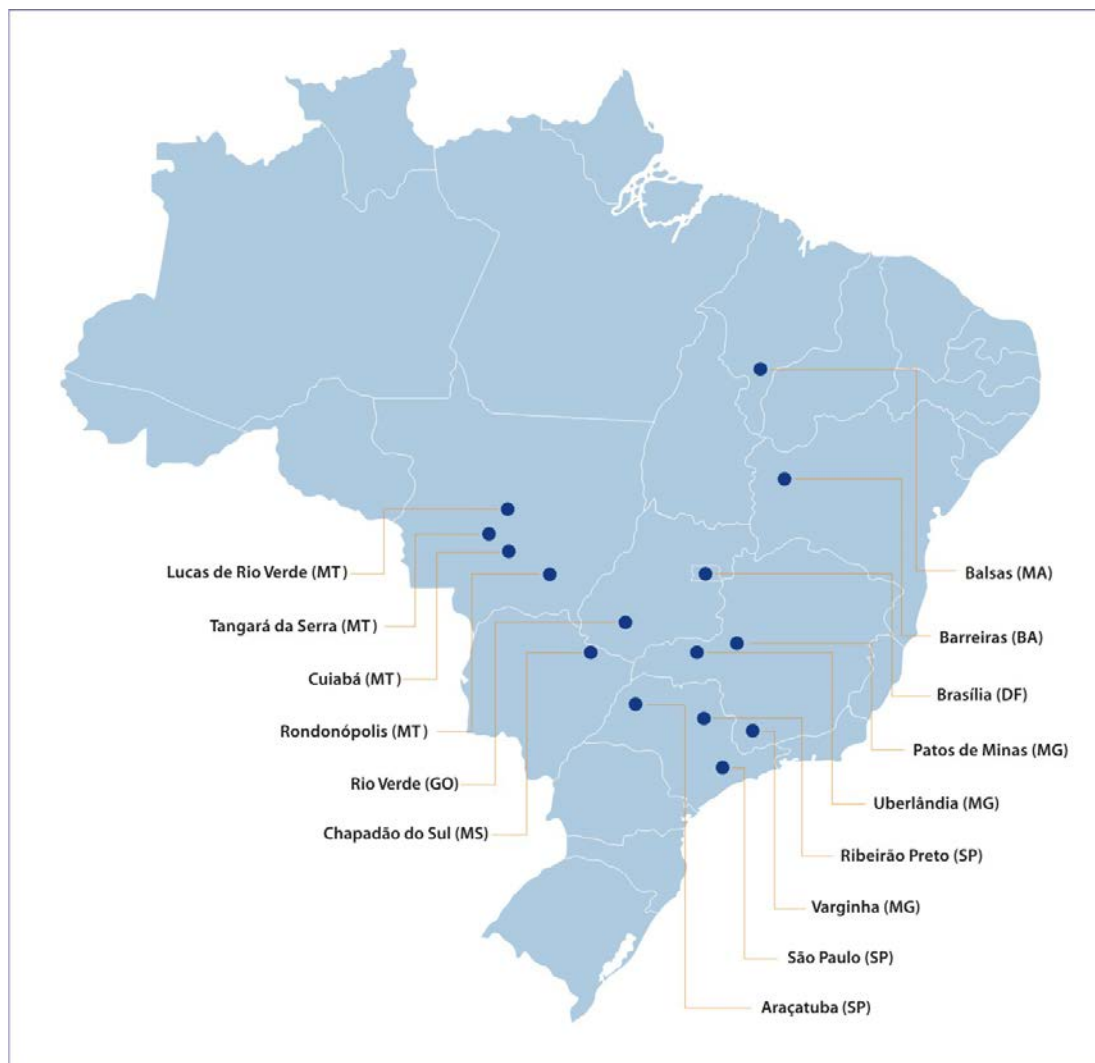 Lucas de Rio Verde (MT)
Tangará da Serra (MT)
Cuiabá (MT)
Rondonópolis (MT)
Rio Verde (GO)
Chapadão do Sul (MS)
Balsas (MA)
Barreiras (BA)
Brasília (DF)
Patos de Minas (MG)
Uberlândia (MG)
Ribeirão Preto (SP)
Varginha (MG)
São Paulo (SP)
Araçatuba (SP)